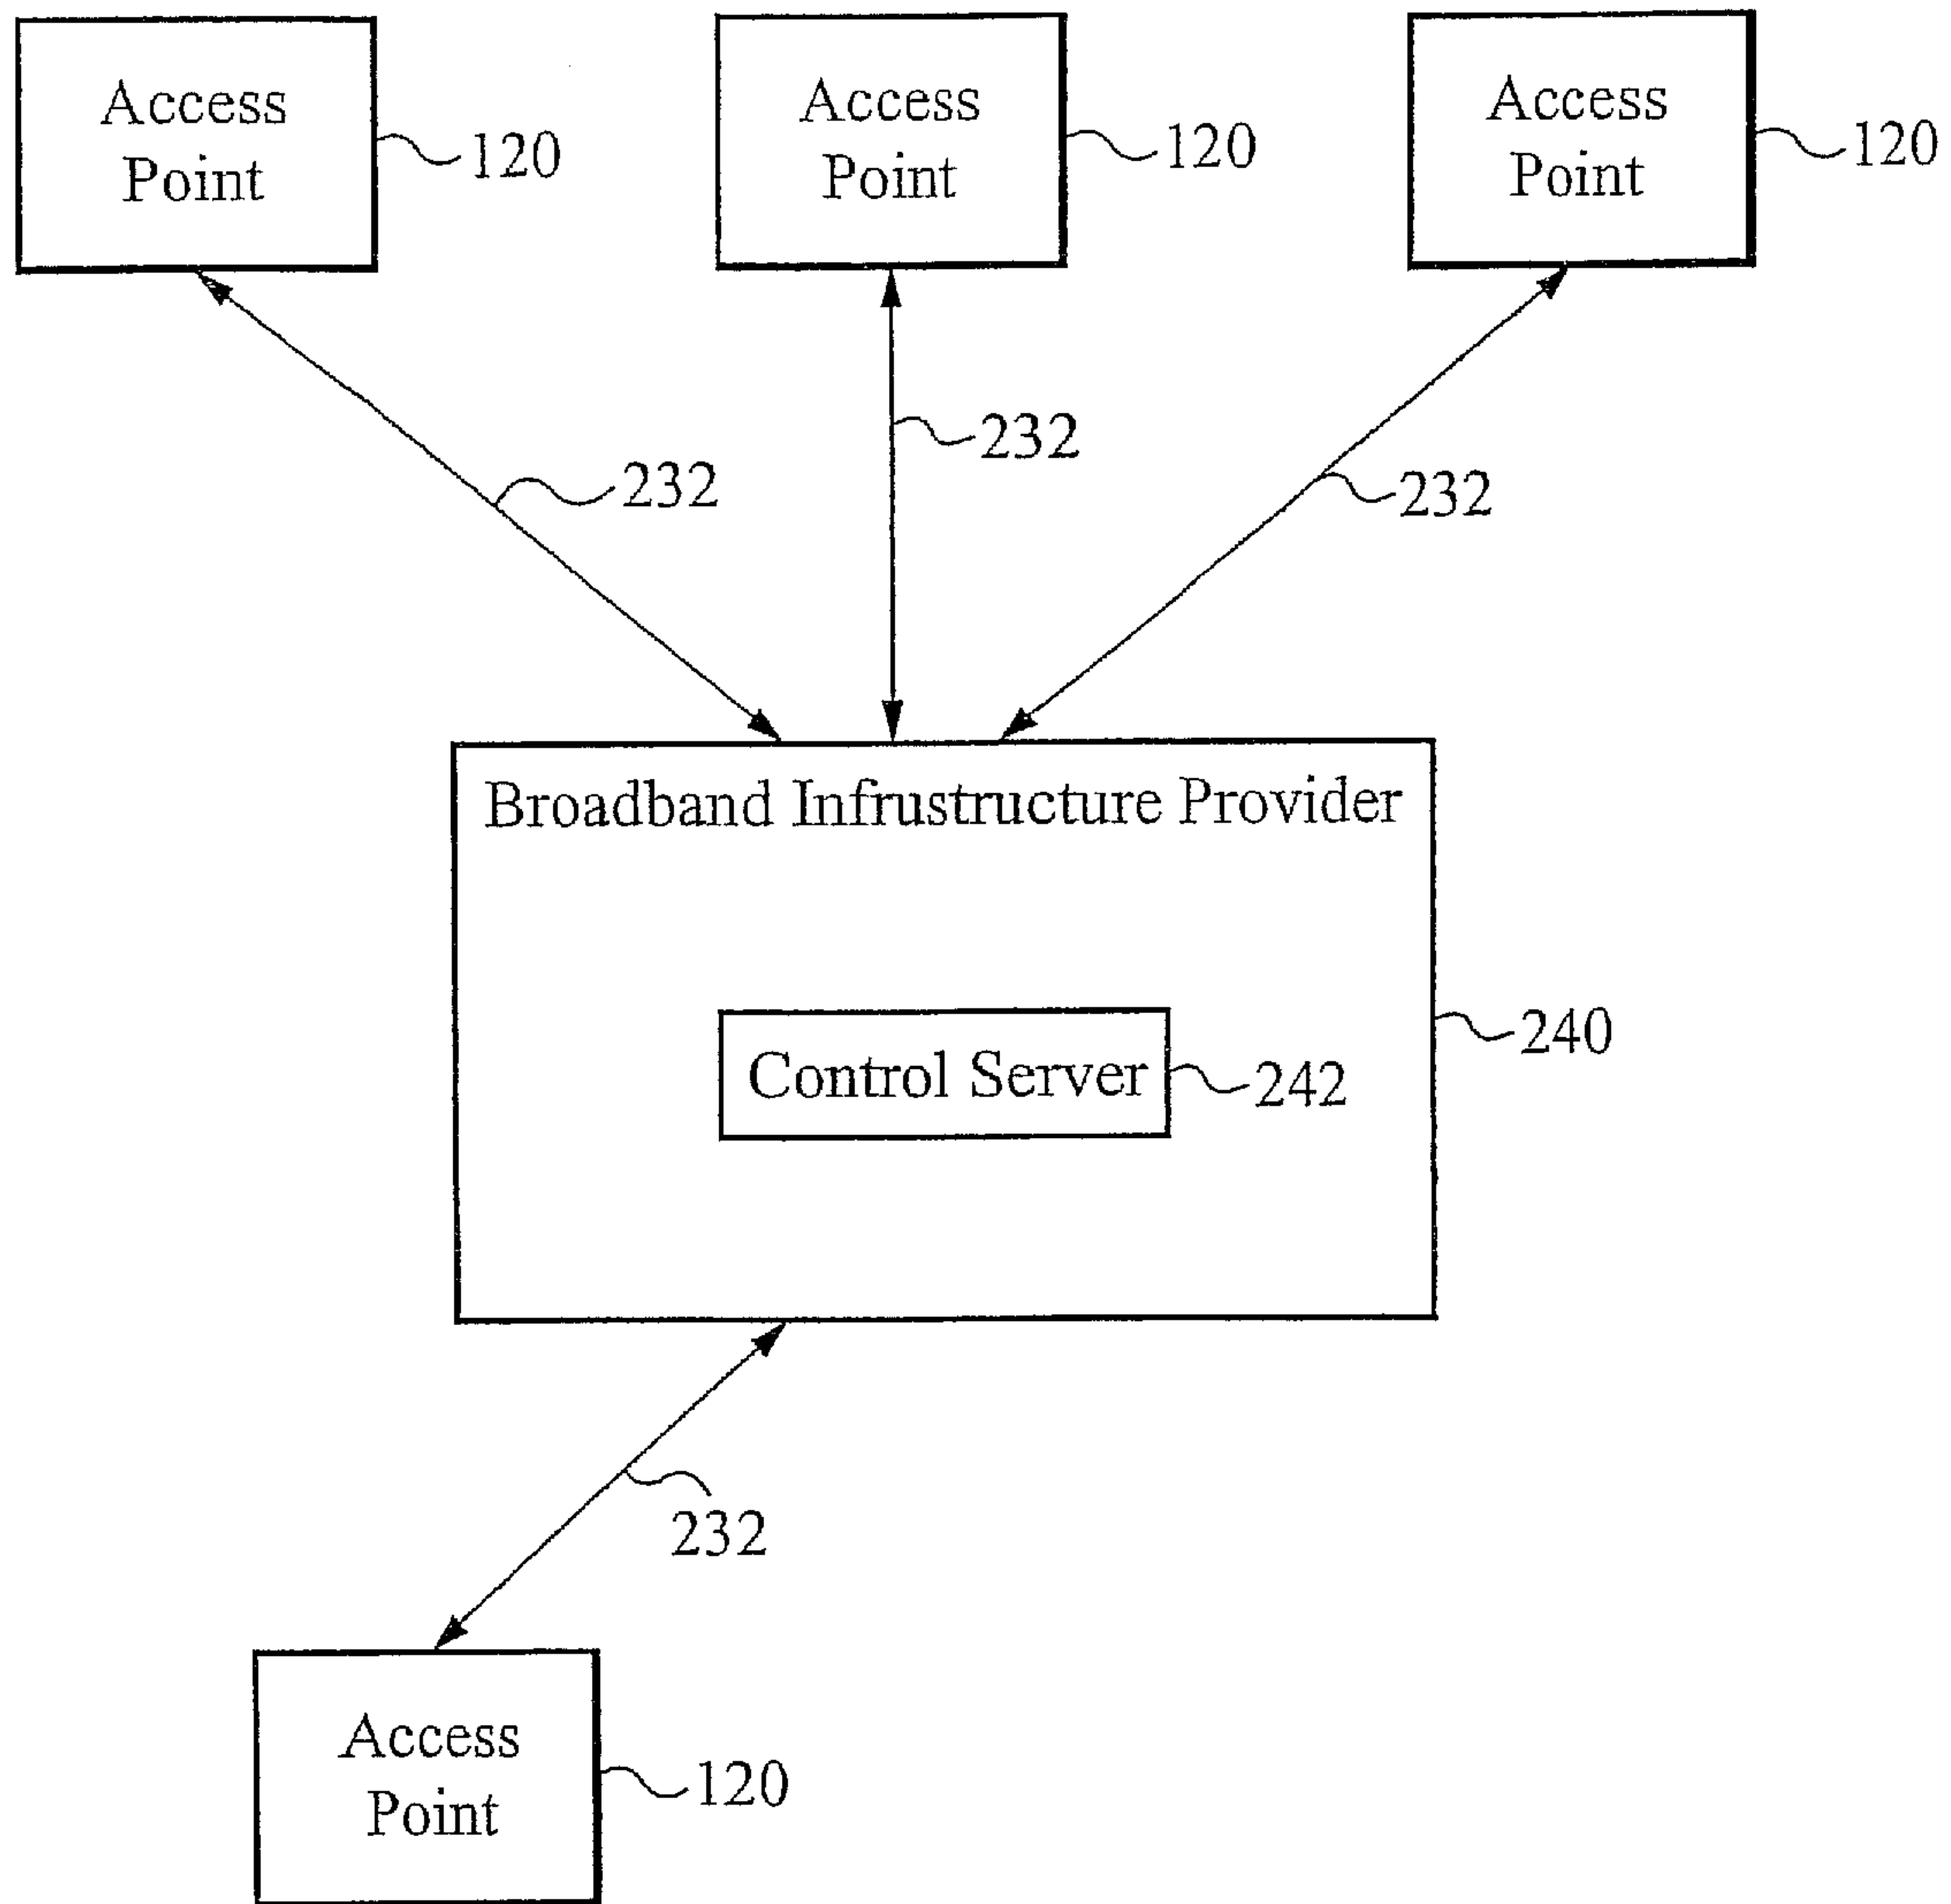 Access
Point
120
Access
Point
120
Access
Point
120
232
232
232
Broadband Infrustructure Provider
Control Server
242
240
232
Access
Point
120